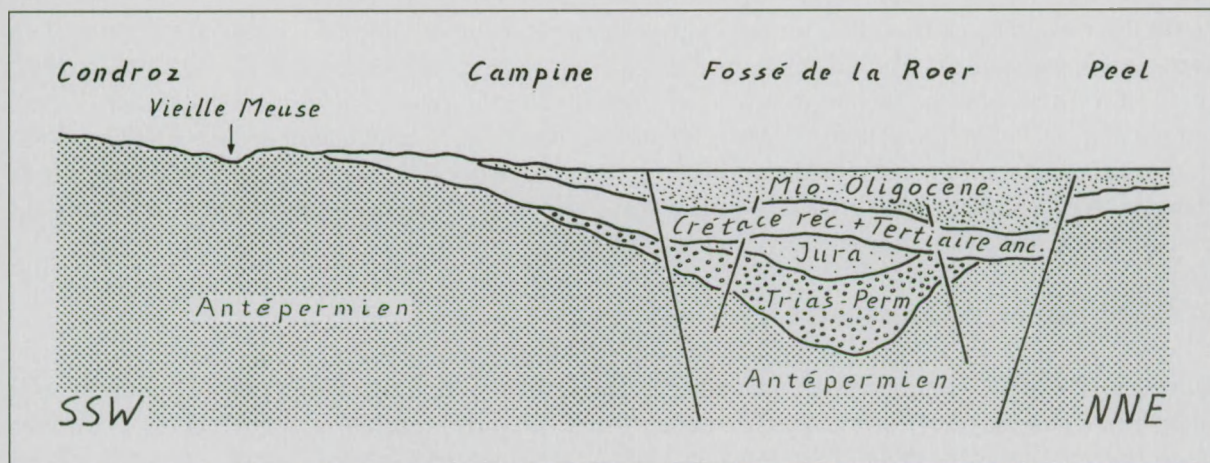 Condroz Campine Fossé de la Roer Peel
Vieille Meuse
Mio-Oligocène
Crétacé réc. + Tertiaire anc.
Jura
Trias-Perm
Antépermien
Antépermien
SSW NNE